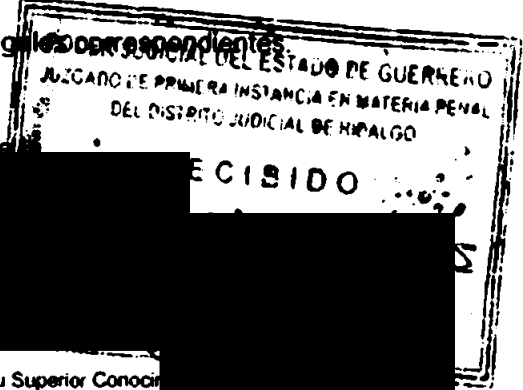 correspondientes.
PODER JUDICIAL DEL ESTADO DE GUERRERO
JUZGADO DE PRIMERA INSTANCIA EN MATERIA PENAL
DEL DISTRITO JUDICIAL DE HIDALGO
ECIBIDO
u Superior Conocim